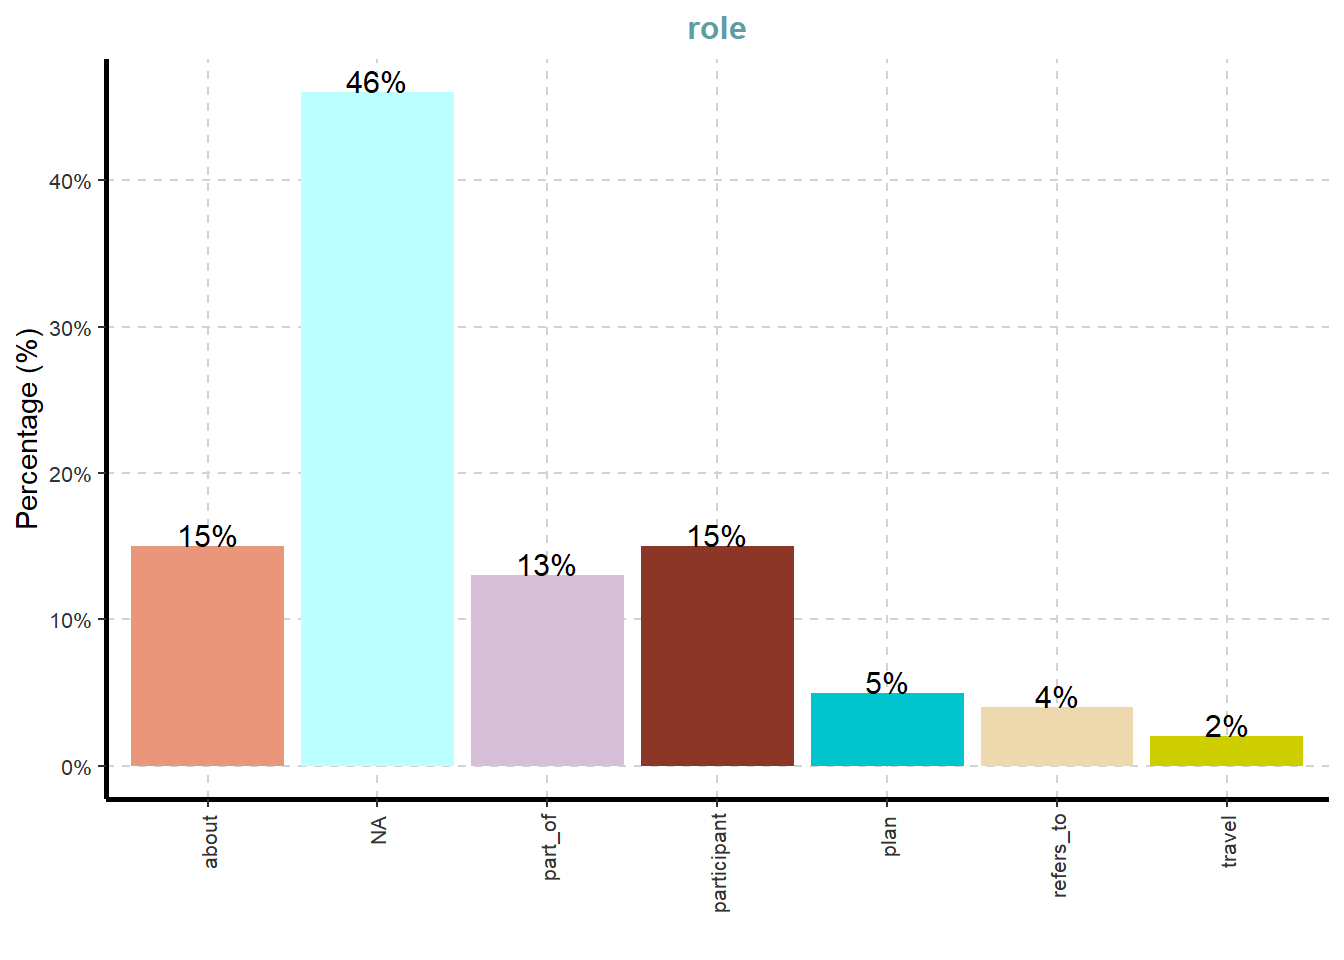 role
Percentage (%)
40%
30%
20%
10%
0%
15%
46%
13%
15%
5%
4%
2%
about
NA
part_of
participant
plan
refers_to
travel